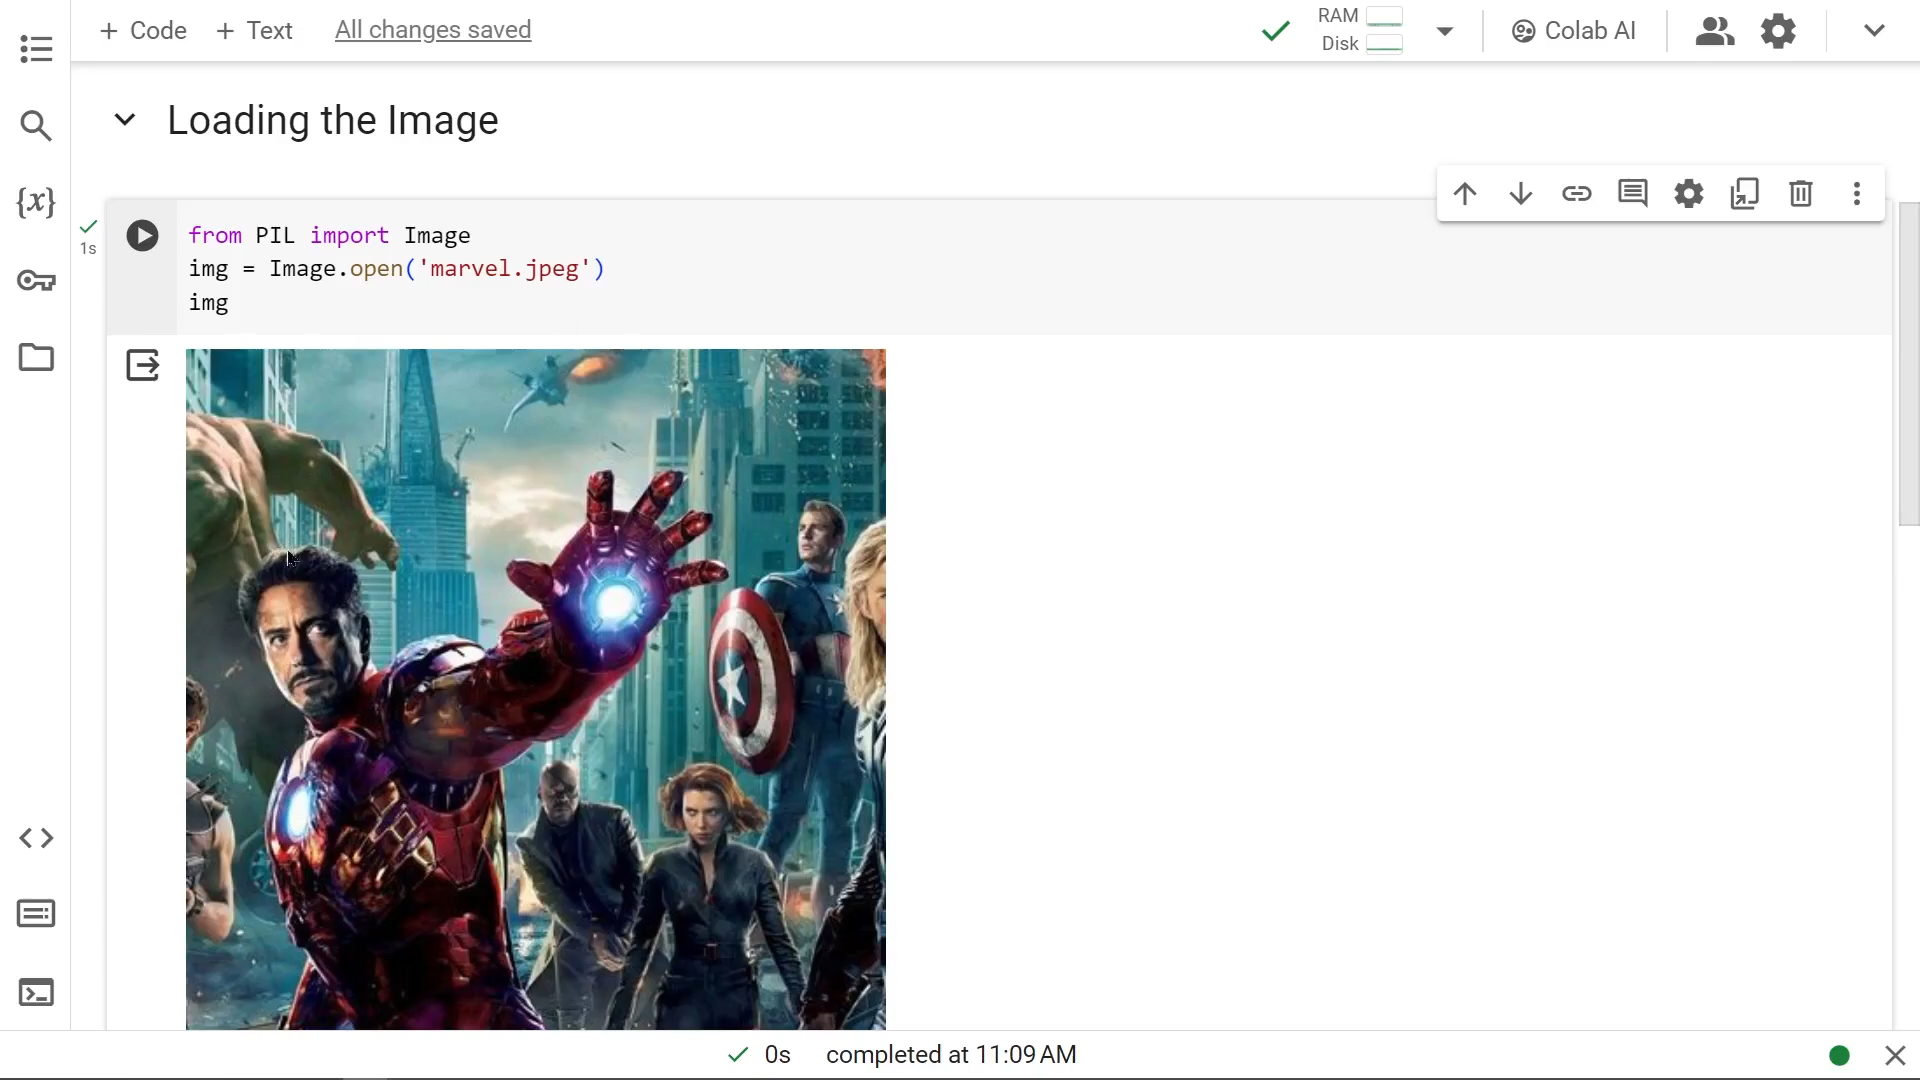 + Code + Text All changes saved
RAM
Disk
Colab AI
Loading the Image
{x}
1s
from PIL import Image
img = Image.open('marvel.jpeg')
img
0s completed at 11:09 AM